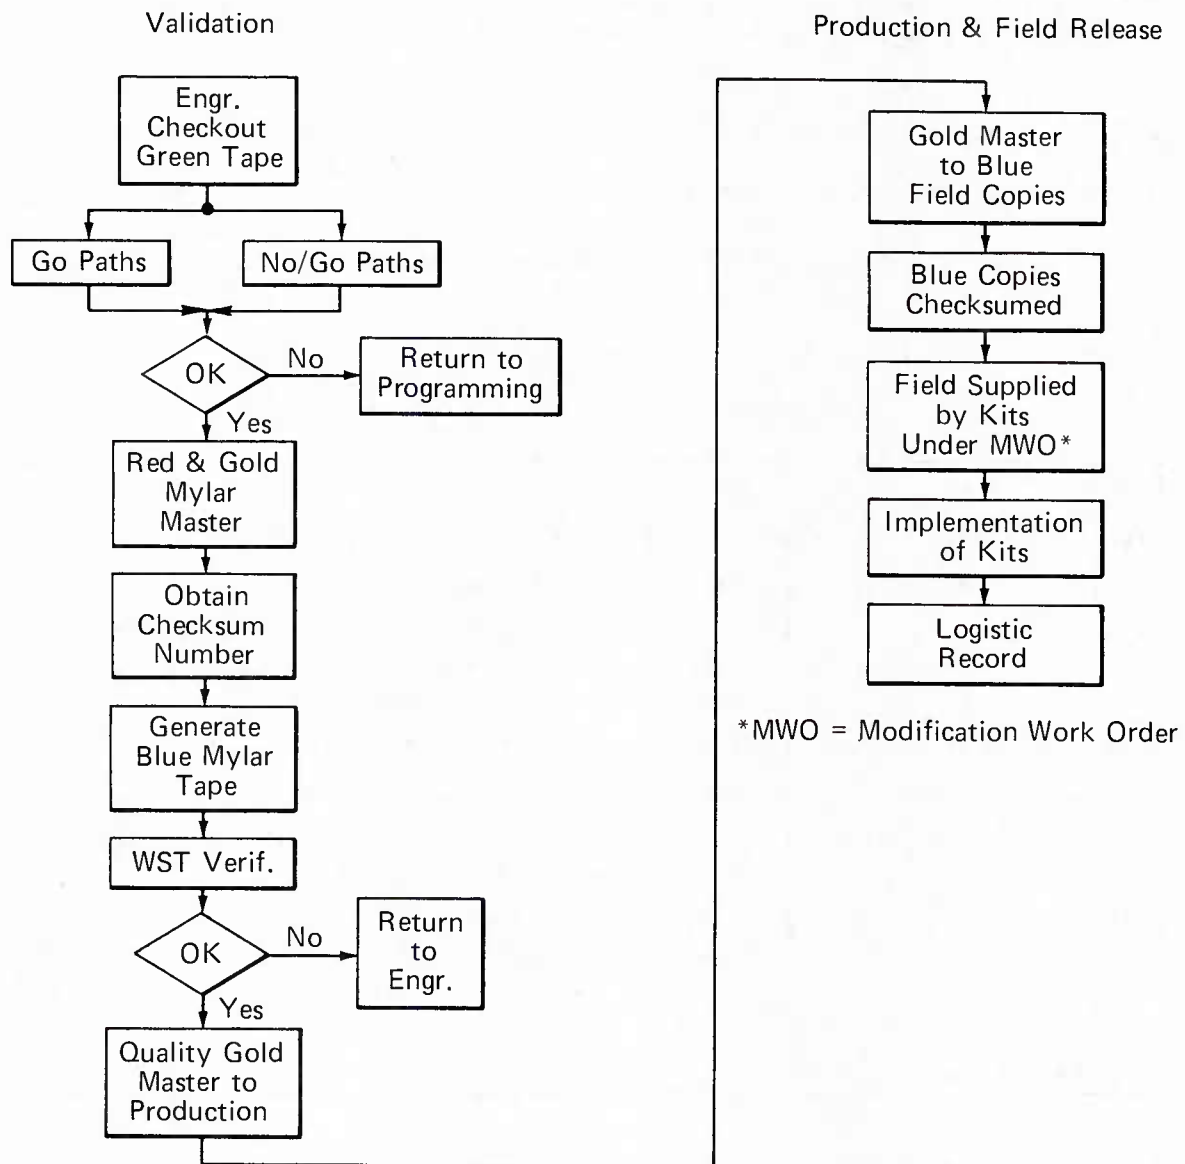 Validation
Engr.
Checkout
Green Tape
Go Paths
No/Go Paths
OK
No
Return to
Programming
Yes
Red & Gold
Mylar
Master
Obtain
Checksum
Number
Generate
Blue Mylar
Tape
WST Verif.
OK
No
Return
to
Engr.
Yes
Quality Gold
Master to
Production
Production & Field Release
Gold Master
to Blue
Field Copies
Blue Copies
Checksumed
Field Supplied
by Kits
Under MWO*
Implementation
of Kits
Logistic
Record
*MWO = Modification Work Order